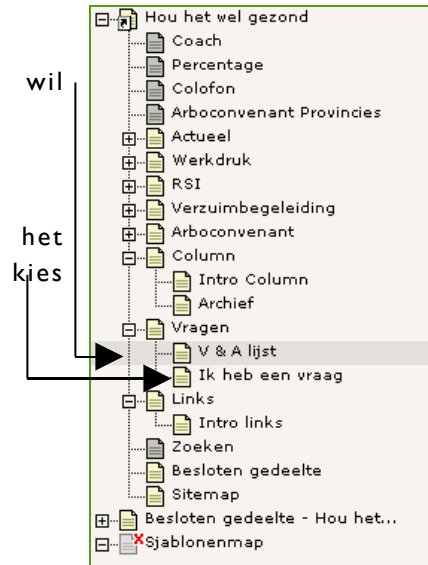 Hou het wel gezond
Coach
Percentage
wil
Colofon
Arboconvenant Provincies
Actueel
Werkdruk
RSI
Verzuimbegeleiding
het
Arboconvenant
kies
Column
Intro Column
Archief
Vragen
V & A lijst
Ik heb een vraag
Links
Intro links
Zoeken
Besloten gedeelte
Sitemap
Besloten gedeelte - Hou het...
Sjablonenmap